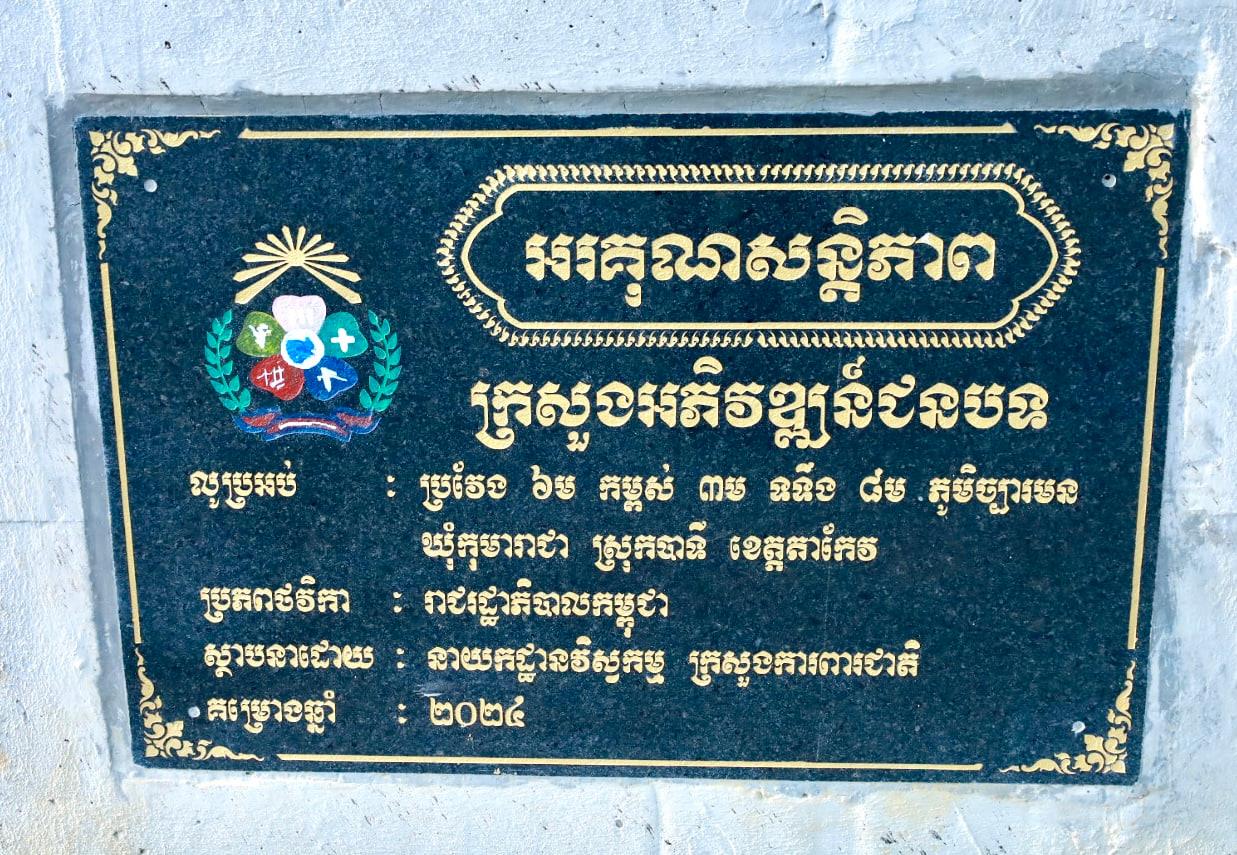 អរគុណសន្តិភាព
ក្រសួងអភិវឌ្ឍន៍ជនបទ
លូប្រអប់ : ប្រវែង ៦ម កម្ពស់ ៣ម ទទឹង ៨ម ភូមិច្បារមន
ឃុំកុមារាជា ស្រុកបាទី ខេត្តតាកែវ
ប្រភពថវិកា : រាជរដ្ឋាភិបាលកម្ពុជា
ស្ថាបនាដោយ : នាយកដ្ឋានវិស្វកម្ម ក្រសួងការពារជាតិ
គម្រោងឆ្នាំ : ២០២៤